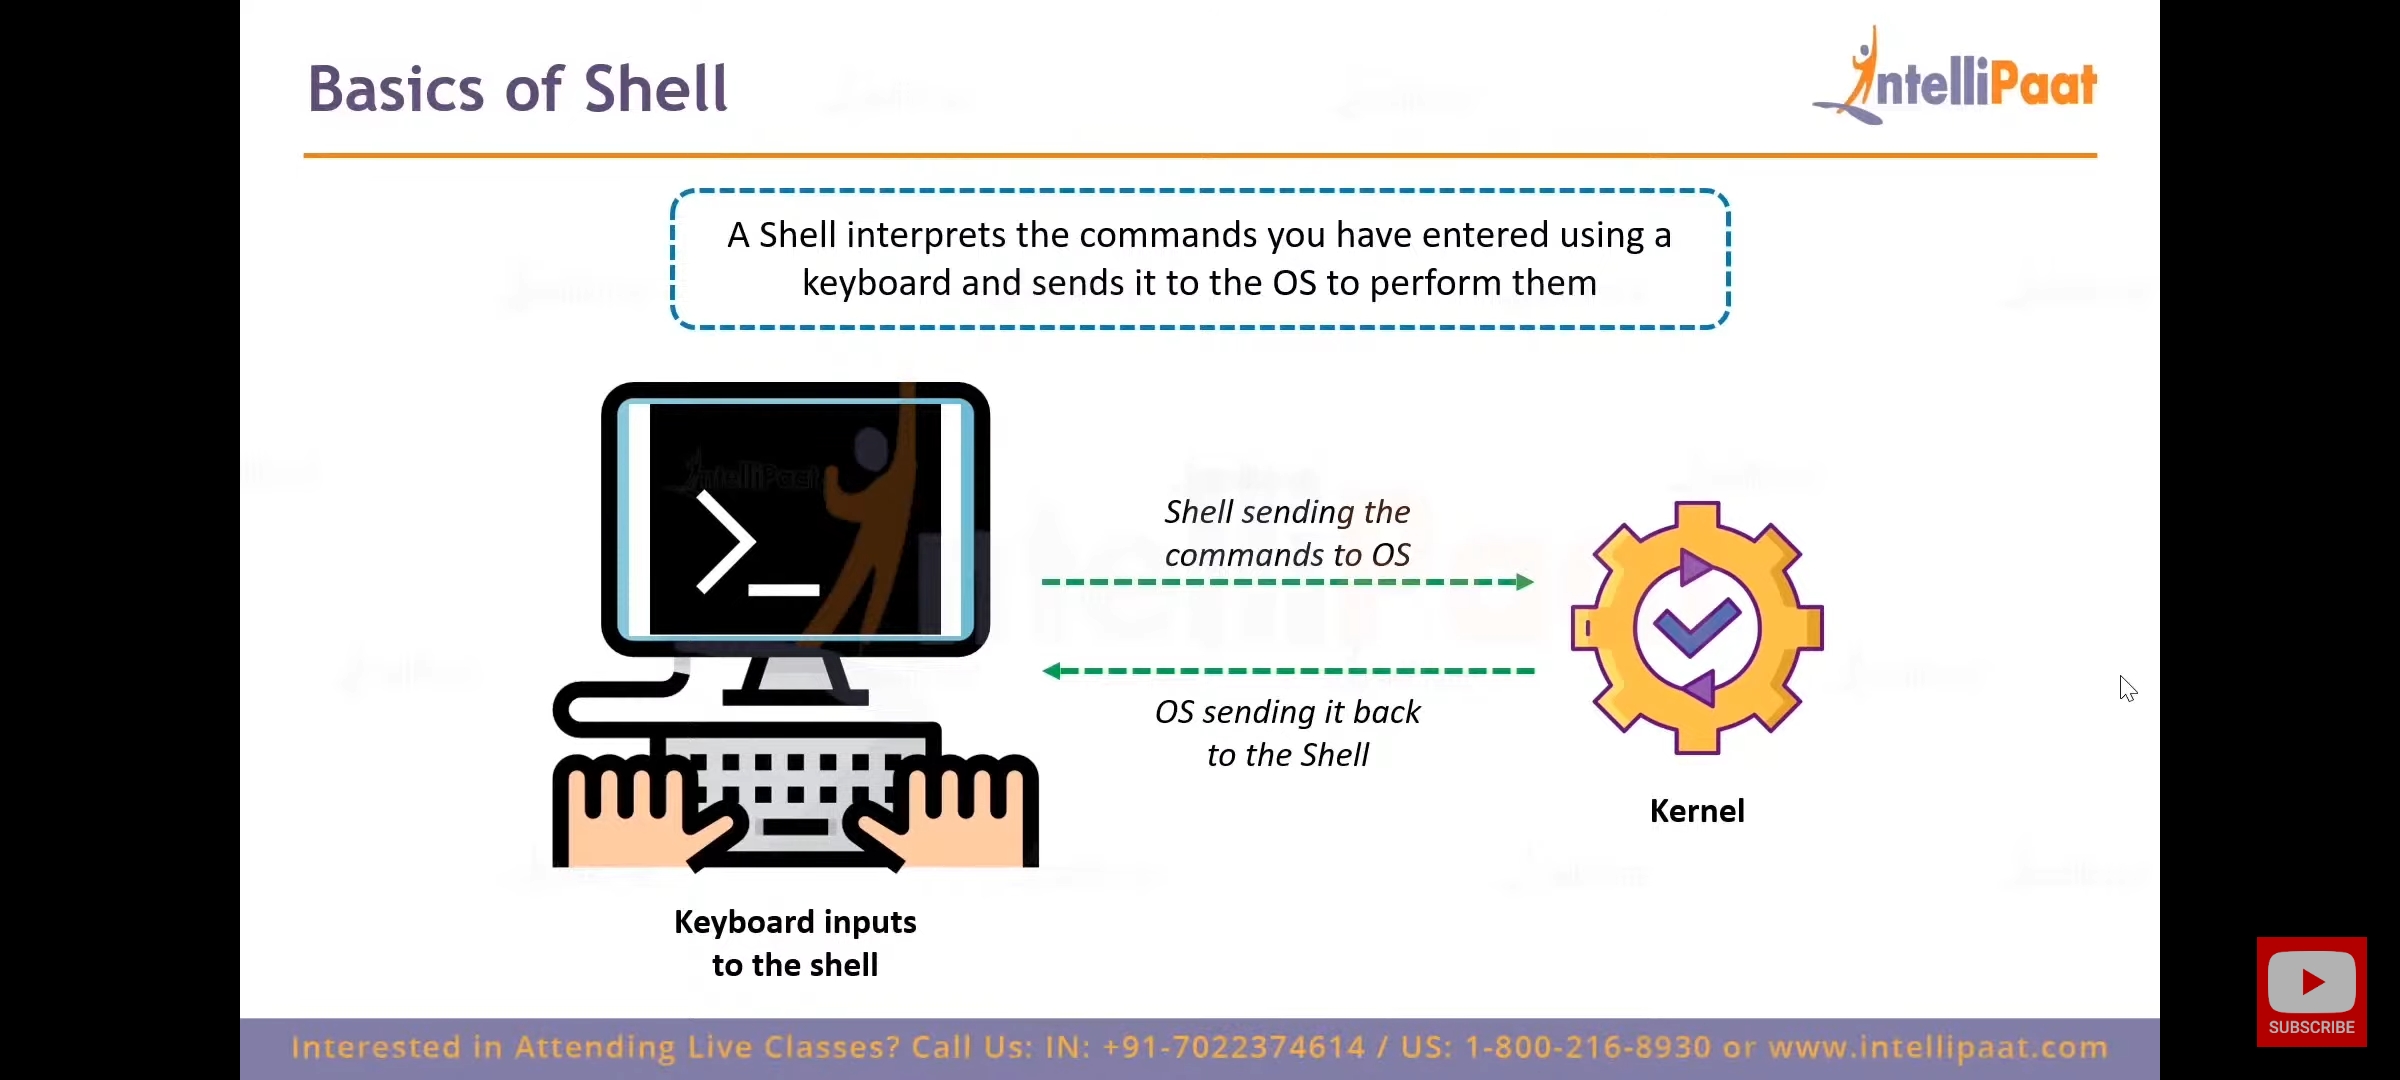 Basics of Shell
IntelliPaat
A Shell interprets the commands you have entered using a
keyboard and sends it to the OS to perform them
IntelliPaat
>_
Shell sending the
commands to OS
OS sending it back
to the Shell
Kernel
Keyboard inputs
to the shell
SUBSCRIBE
Interested in Attending Live Classes? Call Us: IN: +91-7022374614 / US: 1-800-216-8930 or www.intellipaat.com